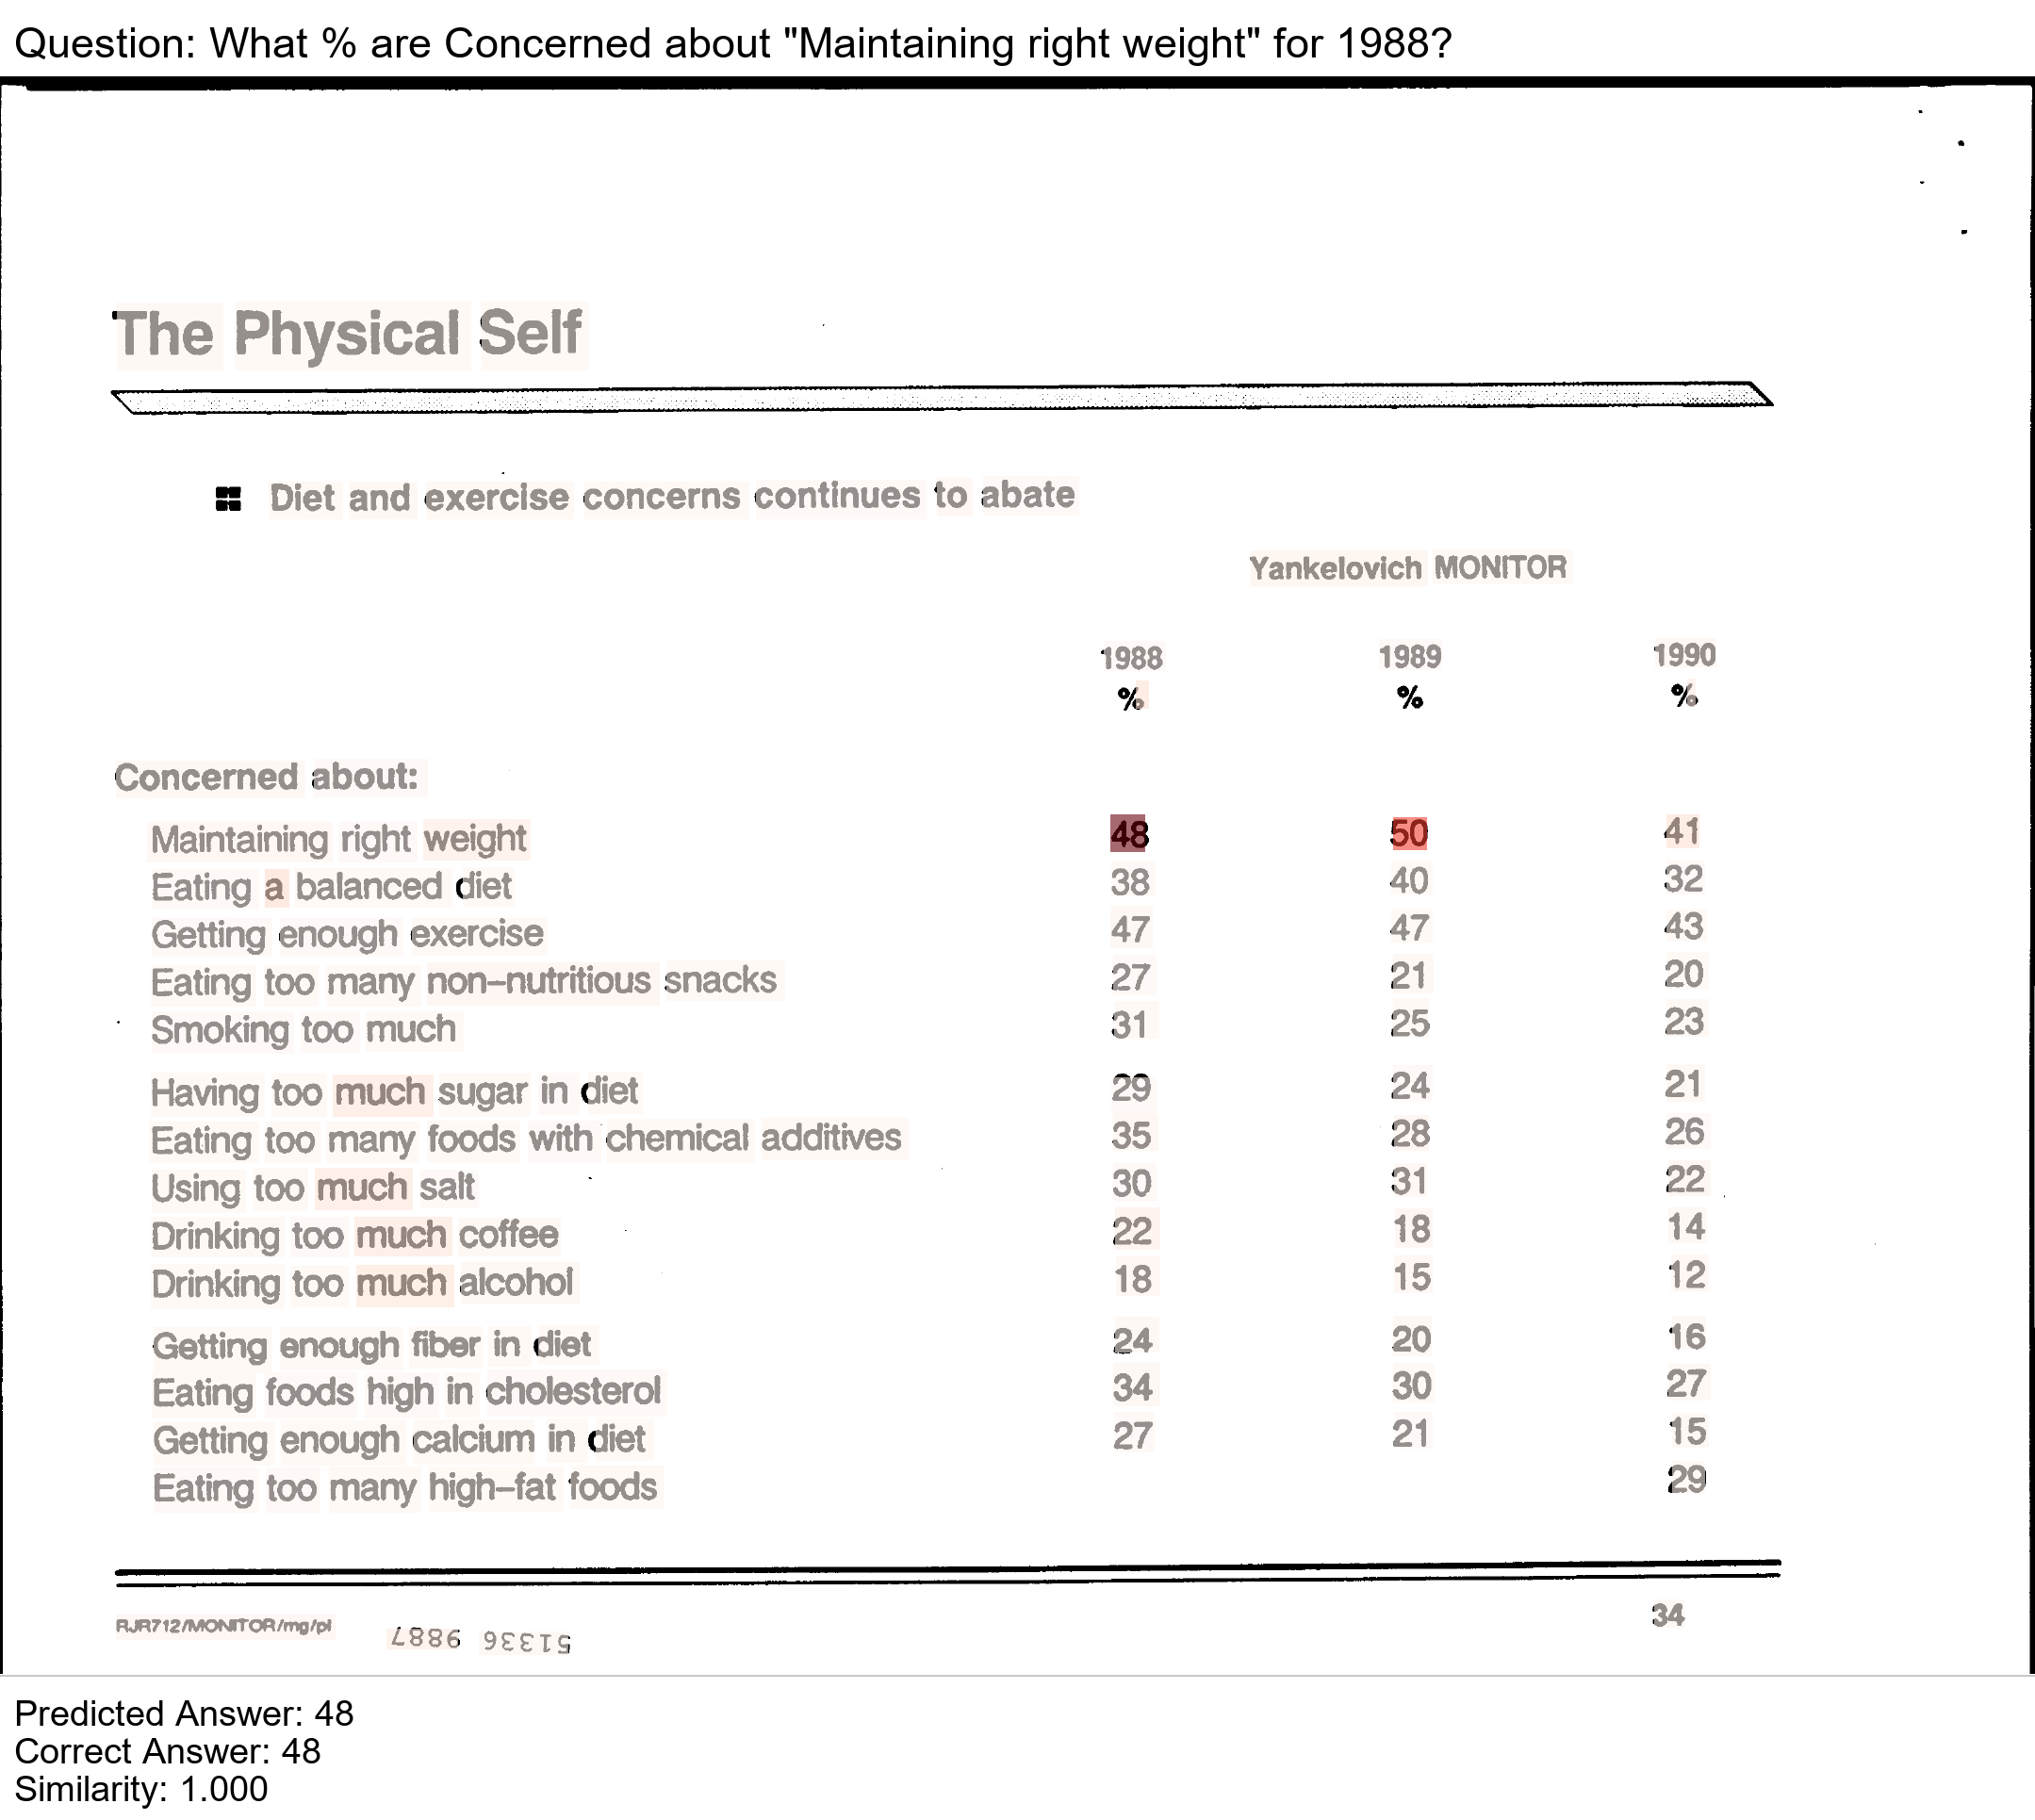 Question: What % are Concerned about "Maintaining right weight" for 1988?
The Physical Self
Diet and exercise concerns continues to abate
Yankelovich MONITOR
1988 1989 1990
% % %
Concerned about:
Maintaining right weight 48 50 41
Eating a balanced diet 38 40 32
Getting enough exercise 47 47 43
Eating too many non–nutritious snacks 27 21 20
Smoking too much 31 25 23
Having too much sugar in diet 29 24 21
Eating too many foods with chemical additives 35 28 26
Using too much salt 30 31 22
Drinking too much coffee 22 18 14
Drinking too much alcohol 18 15 12
Getting enough fiber in diet 24 20 16
Eating foods high in cholesterol 34 30 27
Getting enough calcium in diet 27 21 15
Eating too many high–fat foods 29
RJR712/MONITOR/mg/pl
51336 9887
34
Predicted Answer: 48
Correct Answer: 48
Similarity: 1.000